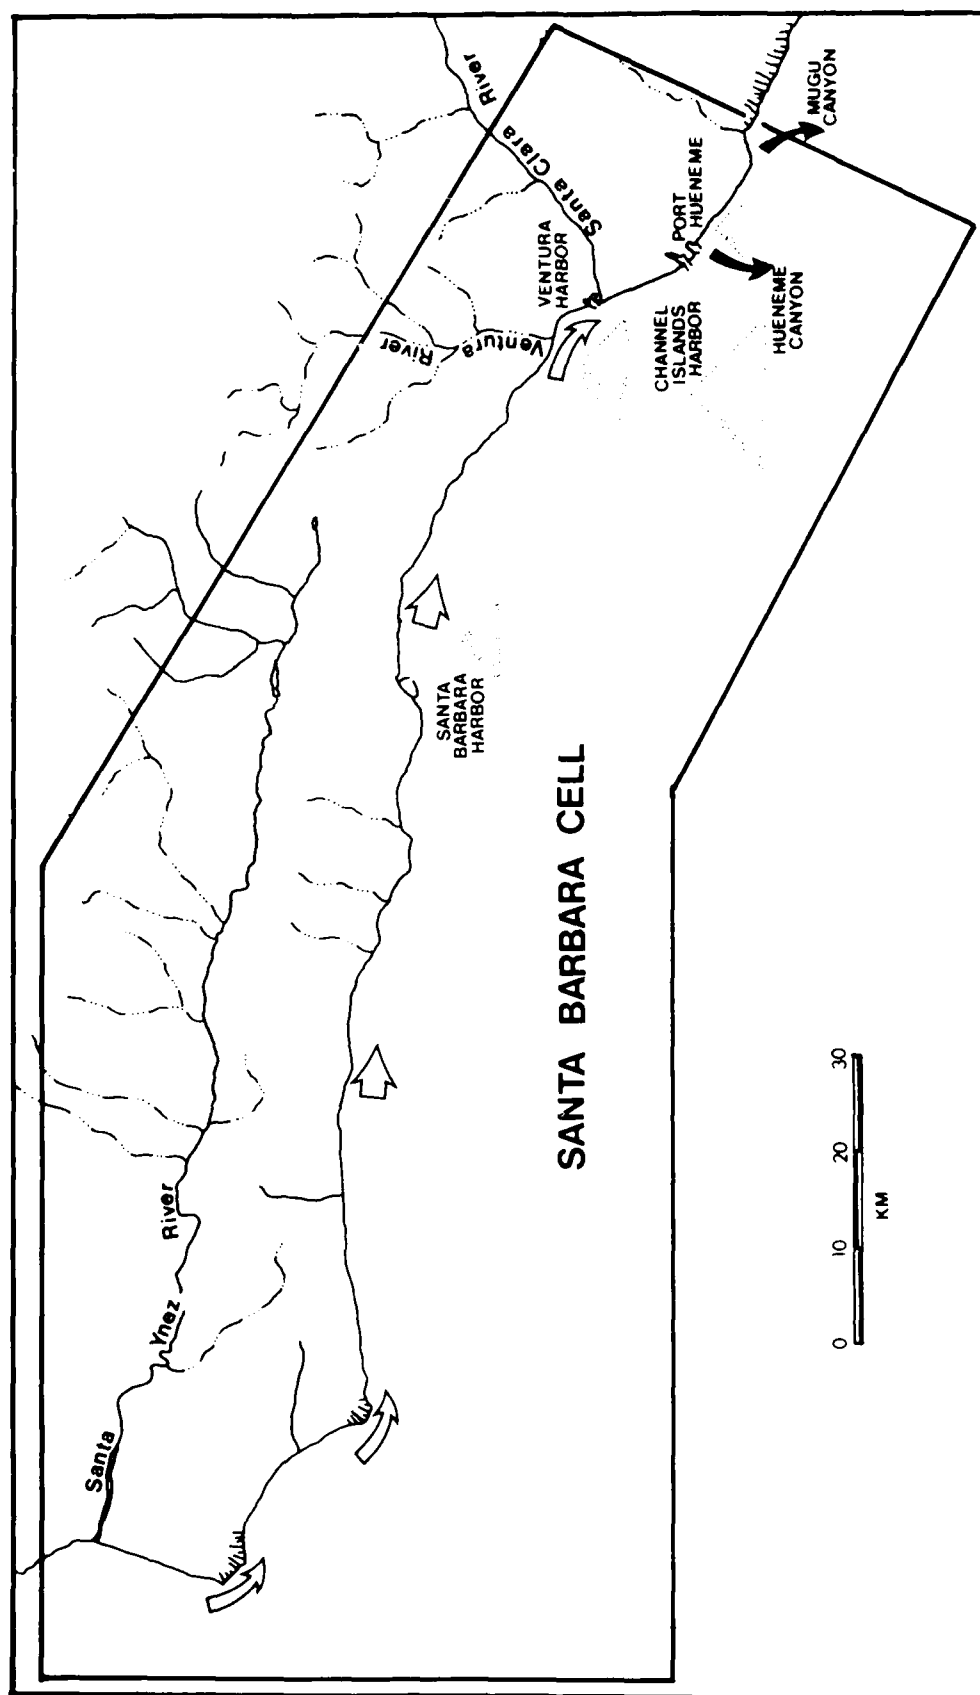 Santa
Ynez
River
Santa Clara
River
Ventura
River
VENTURA
HARBOR
PORT
HUENEME
MUGU
CANYON
CHANNEL
ISLANDS
HARBOR
HUENEME
CANYON
SANTA
BARBARA
HARBOR
SANTA BARBARA CELL
0 10 20 30
KM